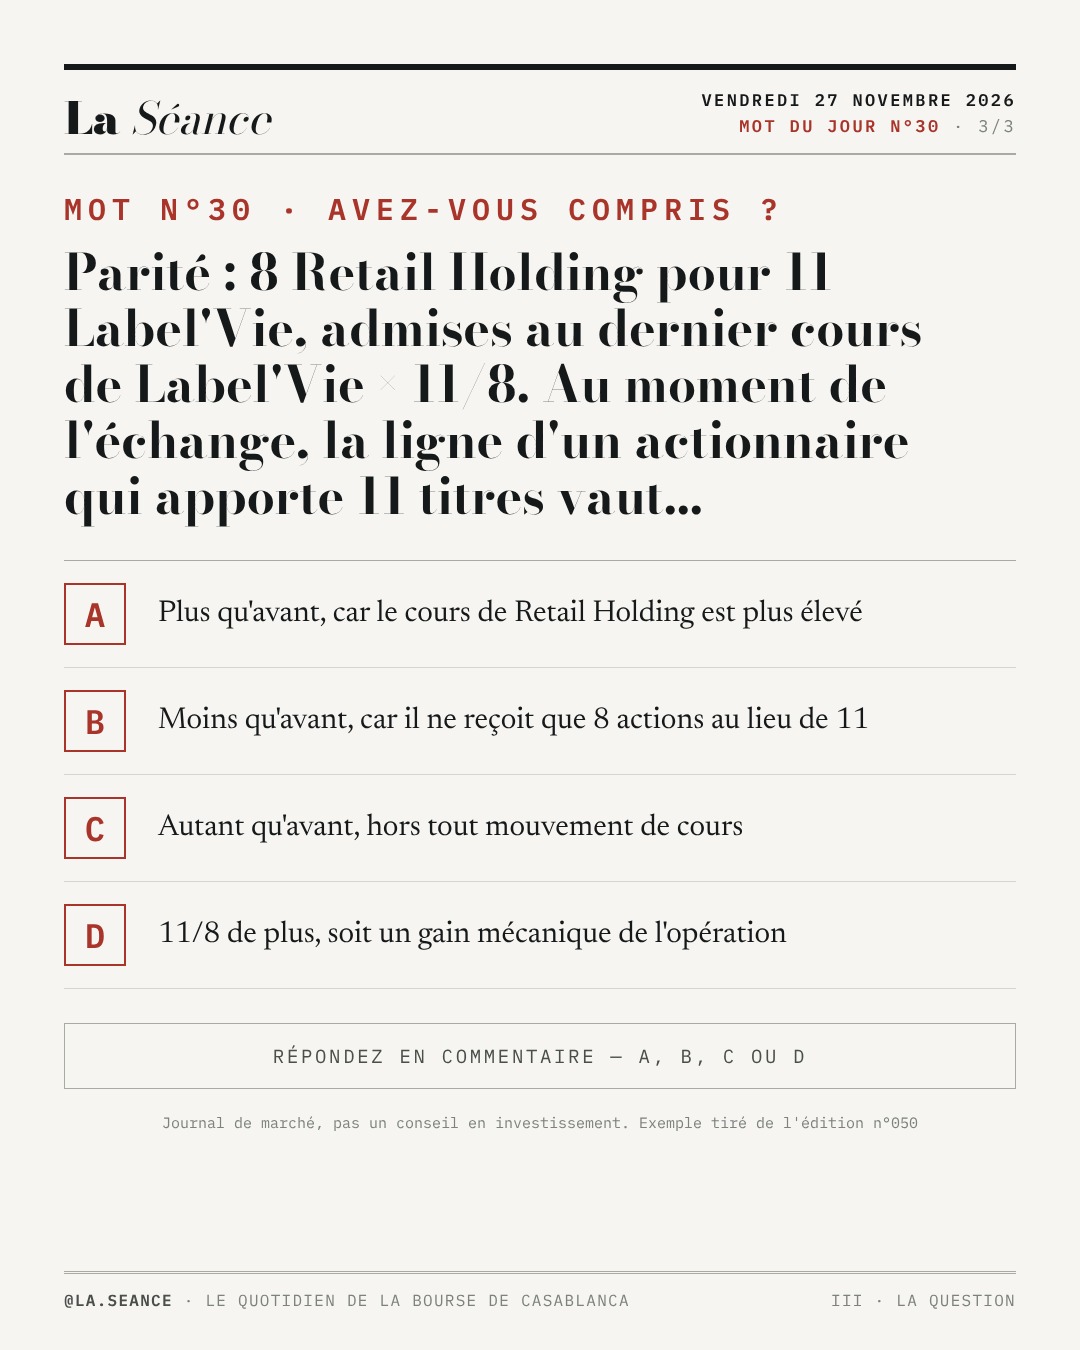 La Séance
VENDREDI 27 NOVEMBRE 2026
MOT DU JOUR N°30 · 3/3
MOT N°30 · AVEZ-VOUS COMPRIS ?
Parité : 8 Retail Holding pour 11
Label'Vie, admises au dernier cours
de Label'Vie × 11/8. Au moment de
l'échange, la ligne d'un actionnaire
qui apporte 11 titres vaut...
A Plus qu'avant, car le cours de Retail Holding est plus élevé
B Moins qu'avant, car il ne reçoit que 8 actions au lieu de 11
C Autant qu'avant, hors tout mouvement de cours
D 11/8 de plus, soit un gain mécanique de l'opération
RÉPONDEZ EN COMMENTAIRE — A, B, C OU D
Journal de marché, pas un conseil en investissement. Exemple tiré de l'édition n°050
@LA.SEANCE · LE QUOTIDIEN DE LA BOURSE DE CASABLANCA
III · LA QUESTION